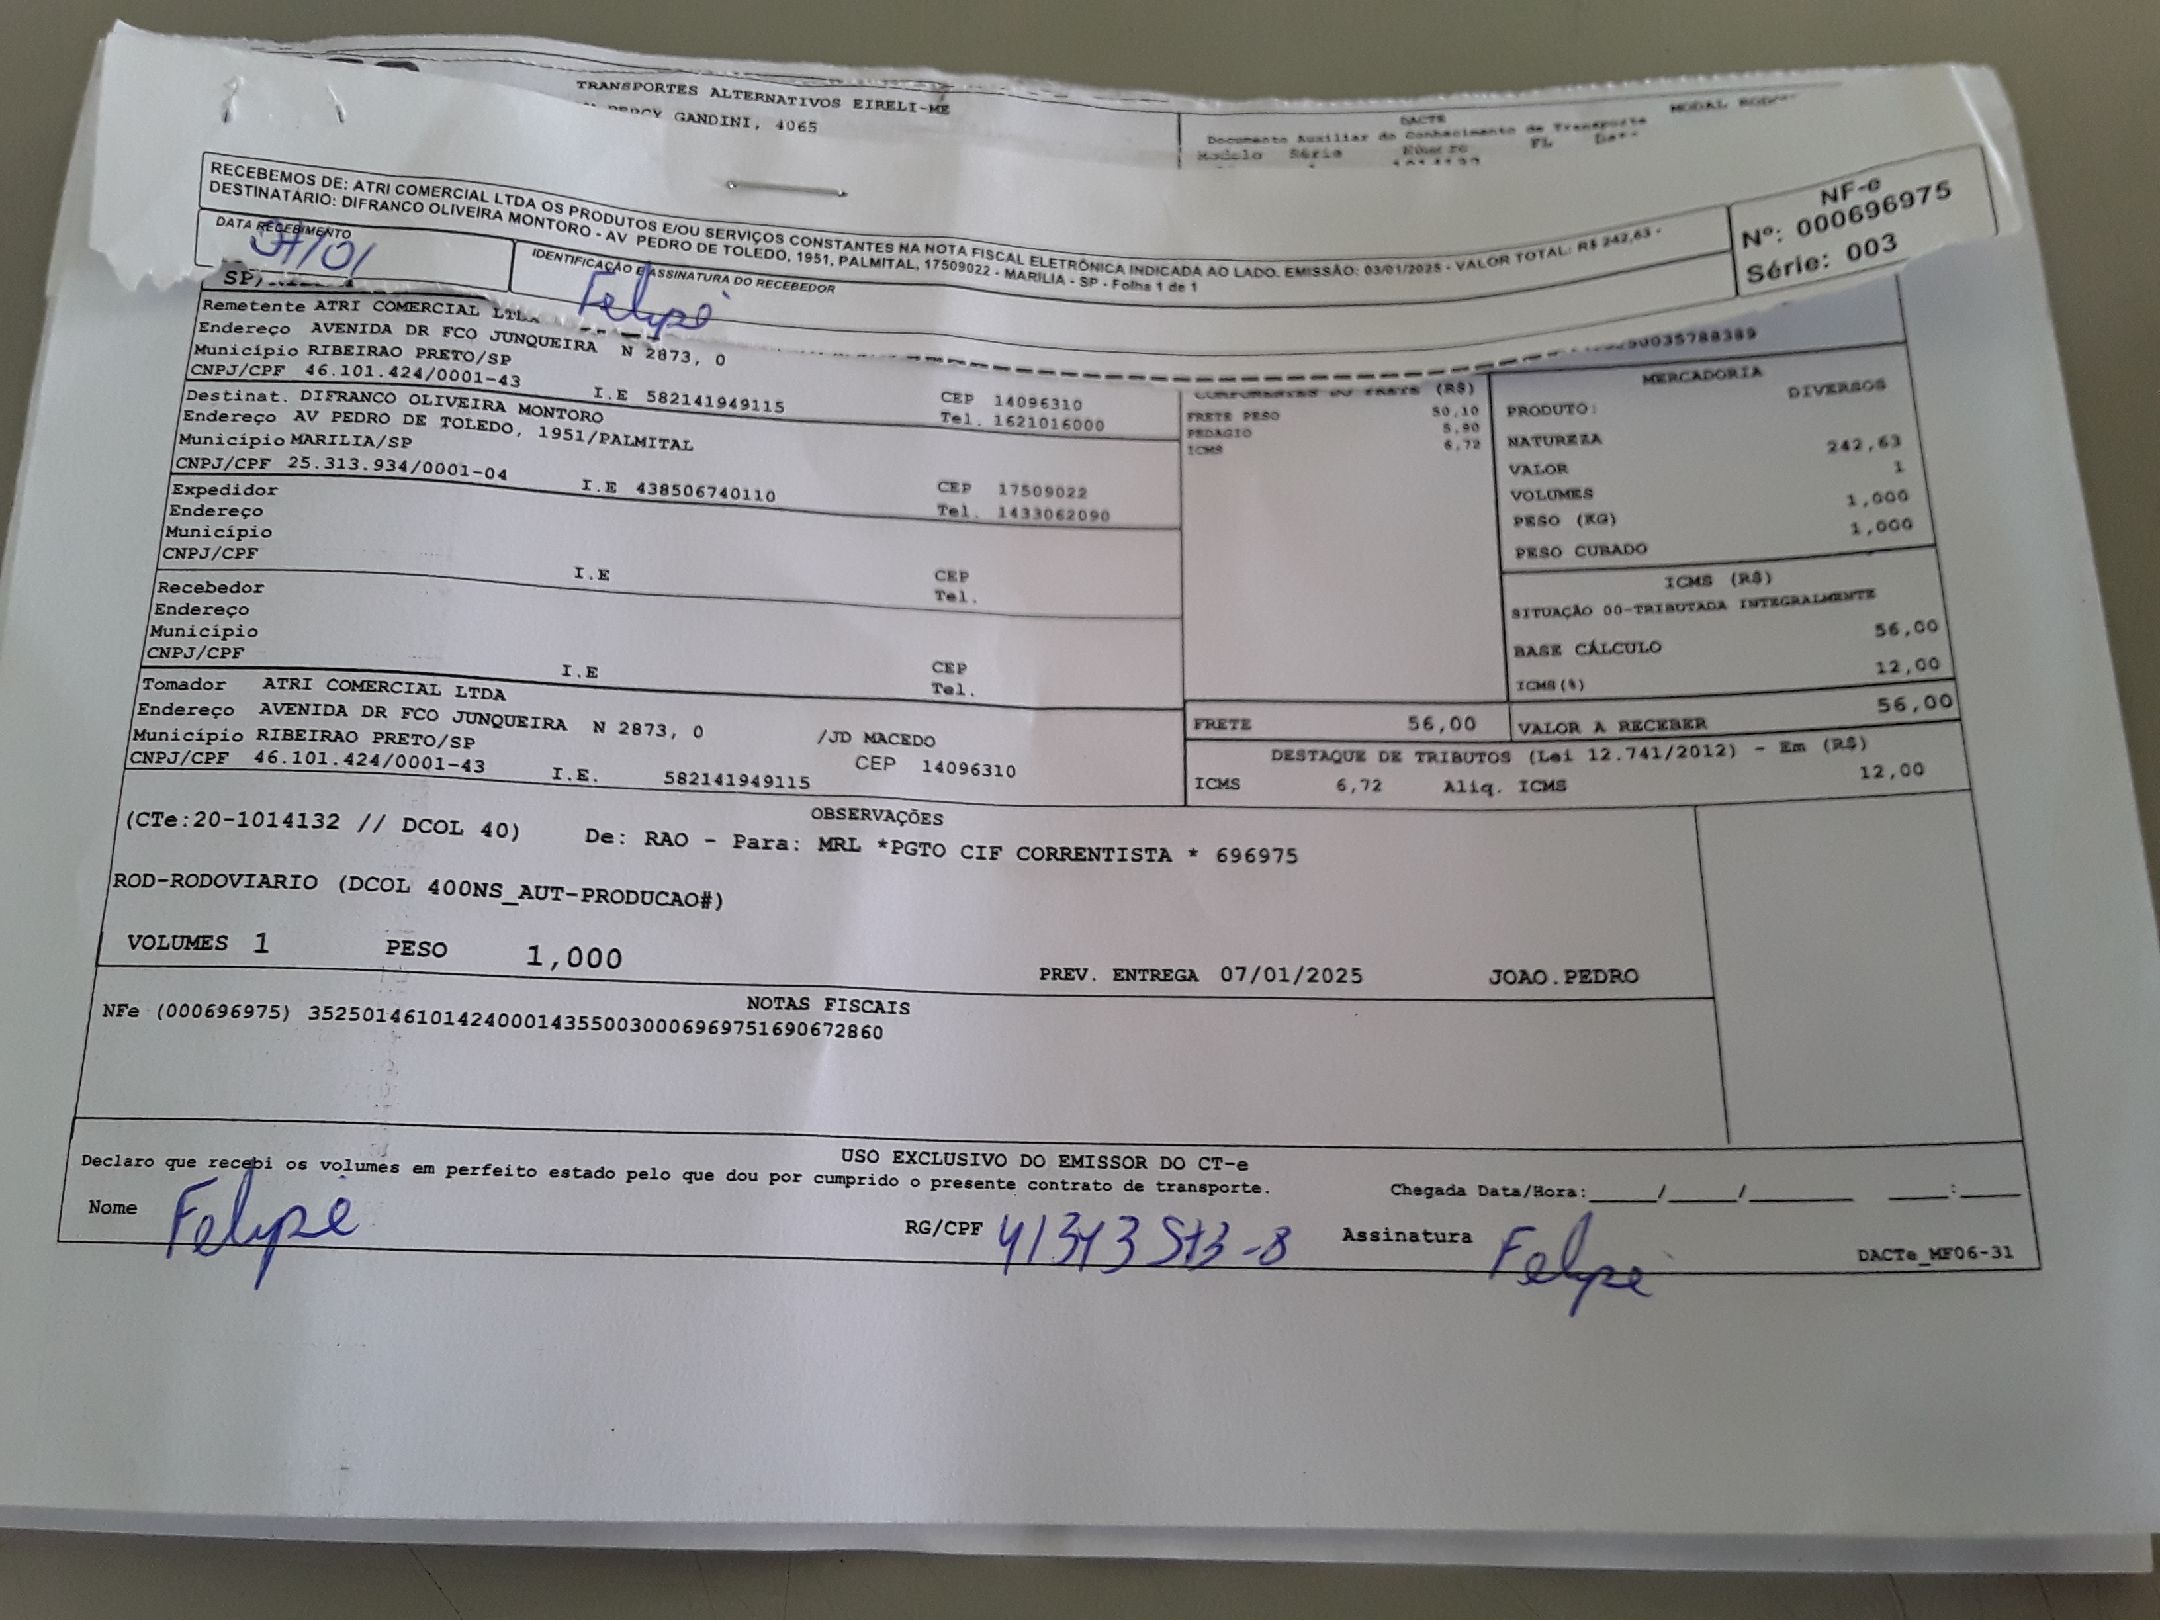 TRANSPORTES ALTERNATIVOS EIRELI-ME
PERCY GANDINI, 4065
DACTE
MODAL
Documento Auxiliar do Conhecimento de Transporte
Modelo Série FL
RECEBEMOS DE: ATRI COMERCIAL LTDA OS PRODUTOS E/OU SERVIÇOS CONSTANTES NA NOTA FISCAL ELETRÔNICA INDICADA AO LADO. EMISSÃO: 03/01/2025 - VALOR TOTAL: R$ 242,63 -
DESTINATÁRIO: DIFRANCO OLIVEIRA MONTORO - AV PEDRO DE TOLEDO, 1951, PALMITAL, 17509022 - MARILIA - SP - Folha 1 de 1
NF-e
Nº: 000696975
Série: 003
DATA RECEBIMENTO
IDENTIFICAÇÃO E ASSINATURA DO RECEBEDOR
Felipe
Remetente ATRI COMERCIAL
Endereço AVENIDA DR FCO JUNQUEIRA N 2873, 0
Município RIBEIRAO PRETO/SP
CNPJ/CPF 46.101.424/0001-43 I.E 582141949115
CEP 14096310
Tel. 1621016000
Destinat. DIFRANCO OLIVEIRA MONTORO
Endereço AV PEDRO DE TOLEDO, 1951/PALMITAL
Município MARILIA/SP
CNPJ/CPF 25.313.934/0001-04 I.E 438506740110
CEP 17509022
Tel. 1433062090
Expedidor
Endereço
Município
CNPJ/CPF I.E
CEP
Tel.
Recebedor
Endereço
Município
CNPJ/CPF I.E
CEP
Tel.
Tomador ATRI COMERCIAL LTDA
Endereço AVENIDA DR FCO JUNQUEIRA N 2873, 0 /JD MACEDO
Município RIBEIRAO PRETO/SP CEP 14096310
CNPJ/CPF 46.101.424/0001-43 I.E. 582141949115
FRETE PESO 50,10
PEDAGIO 5,90
ICMS 6,72
MERCADORIA
PRODUTO: DIVERSOS
NATUREZA
VALOR 242,63
VOLUMES 1
PESO (KG) 1,000
PESO CUBADO 1,000
ICMS (R$)
SITUAÇÃO 00-TRIBUTADA INTEGRALMENTE
BASE CÁLCULO 56,00
ICMS(%) 12,00
FRETE 56,00
VALOR A RECEBER 56,00
DESTAQUE DE TRIBUTOS (Lei 12.741/2012) - Em (R$)
ICMS 6,72 Aliq. ICMS 12,00
OBSERVAÇÕES
(CTe:20-1014132 // DCOL 40) De: RAO - Para: MRL *PGTO CIF CORRENTISTA * 696975
ROD-RODOVIARIO (DCOL 400NS_AUT-PRODUCAO#)
VOLUMES 1 PESO 1,000
PREV. ENTREGA 07/01/2025 JOAO.PEDRO
NOTAS FISCAIS
NFe (000696975) 35250146101424000143550030006969751690672860
USO EXCLUSIVO DO EMISSOR DO CT-e
Declaro que recebi os volumes em perfeito estado pelo que dou por cumprido o presente contrato de transporte.
Chegada Data/Hora:_____/_____/________ ____:_____
Nome Felipe RG/CPF Assinatura Felipe
DACTe_MF06-31